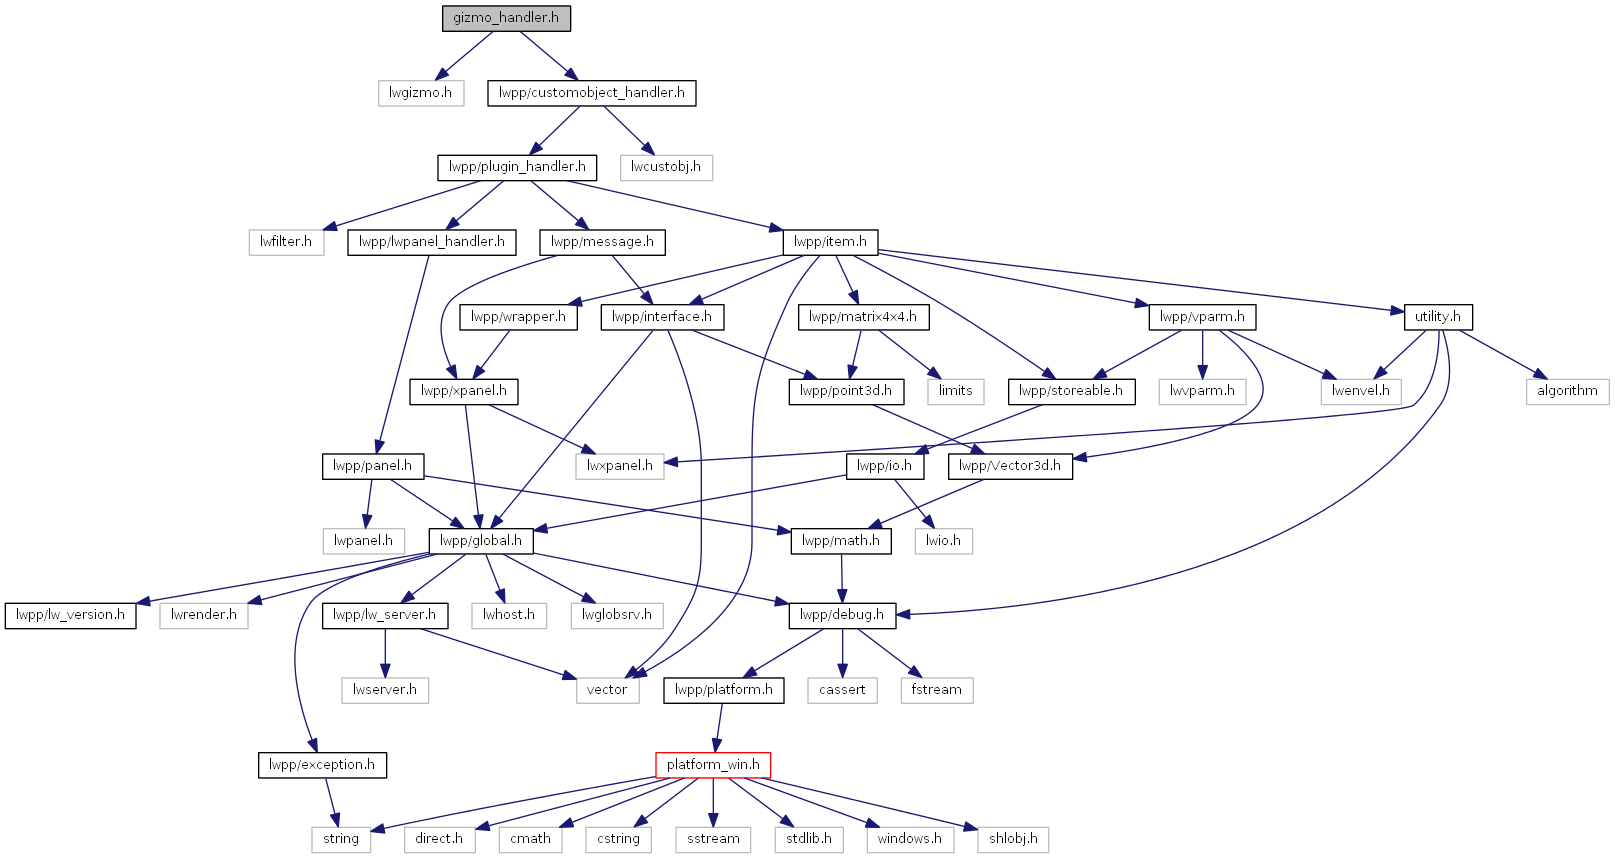 gizmo_handler.h
lwgizmo.h
lwpp/customobject_handler.h
lwpp/plugin_handler.h
lwcustobj.h
lwfilter.h
lwpp/lwpanel_handler.h
lwpp/message.h
lwpp/item.h
lwpp/wrapper.h
lwpp/interface.h
lwpp/matrix4x4.h
lwpp/vparm.h
utility.h
lwpp/xpanel.h
lwpp/point3d.h
limits
lwpp/storeable.h
lwvparm.h
lwenvel.h
algorithm
lwpp/panel.h
lwxpanel.h
lwpp/io.h
lwpp/Vector3d.h
lwpanel.h
lwpp/global.h
lwpp/math.h
lwio.h
lwpp/lw_version.h
lwrender.h
lwpp/lw_server.h
lwhost.h
lwglobsrv.h
lwpp/debug.h
lwserver.h
vector
lwpp/platform.h
cassert
fstream
lwpp/exception.h
platform_win.h
string
direct.h
cmath
cstring
sstream
stdlib.h
windows.h
shlobj.h